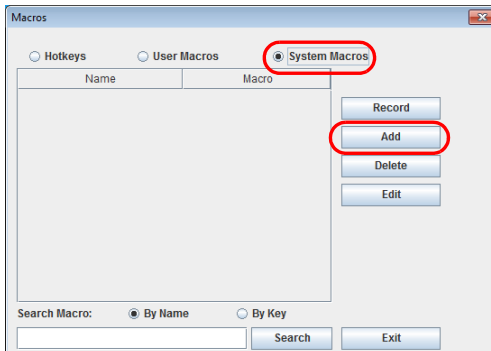 Macros
Hotkeys User Macros System Macros
Name Macro
Record
Add
Delete
Edit
Search Macro: By Name By Key
Search Exit